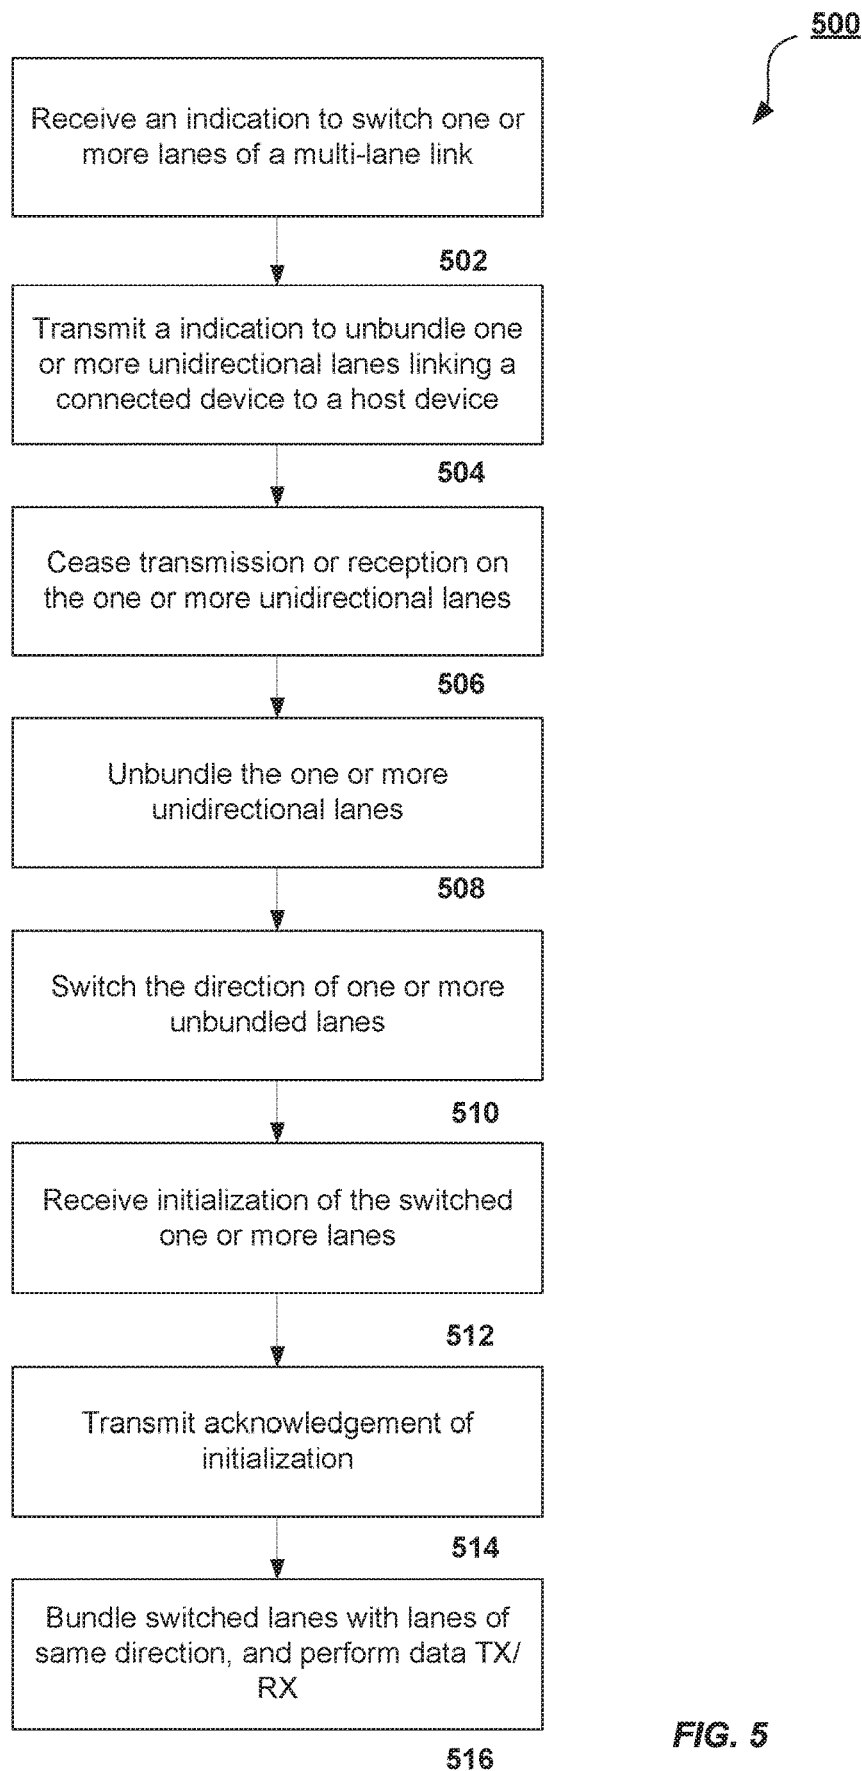 500
Receive an indication to switch one or
more lanes of a multi-lane link
502
Transmit a indication to unbundle one
or more unidirectional lanes linking a
connected device to a host device
504
Cease transmission or reception on
the one or more unidirectional lanes
506
Unbundle the one or more
unidirectional lanes
508
Switch the direction of one or more
unbundled lanes
510
Receive initialization of the switched
one or more lanes
512
Transmit acknowledgement of
initialization
514
Bundle switched lanes with lanes of
same direction, and perform data TX/
RX
FIG. 5
516